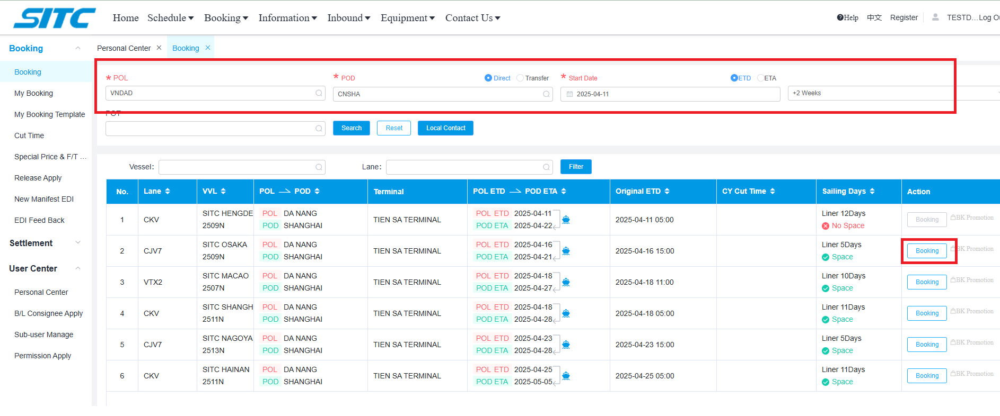 SITC
Home Schedule Booking Information Inbound Equipment Contact Us Help 中文 Register TESTD... Log
Booking
Booking
My Booking
My Booking Template
Cut Time
Special Price & F/T ...
Release Apply
New Manifest EDI
EDI Feed Back
Settlement
User Center
Personal Center
B/L Consignee Apply
Sub-user Manage
Permission Apply
Personal Center × Booking ×
* POL * POD Direct Transfer * Start Date ETD ETA
VNDAD CNSHA 2025-04-11 +2 Weeks
POT
Search Reset Local Contact
Vessel: Lane: Filter
No. Lane VVL POL POD Terminal POL ETD POD ETA Original ETD CY Cut Time Sailing Days Action
1 CKV SITC HENGDE 2509N POL DA NANG POD SHANGHAI TIEN SA TERMINAL POL ETD 2025-04-11 POD ETA 2025-04-22 2025-04-11 05:00 Liner 12Days No Space Booking BK Promotion
2 CJV7 SITC OSAKA 2509N POL DA NANG POD SHANGHAI TIEN SA TERMINAL POL ETD 2025-04-16 POD ETA 2025-04-21 2025-04-16 15:00 Liner 5Days Space Booking BK Promotion
3 VTX2 SITC MACAO 2507N POL DA NANG POD SHANGHAI TIEN SA TERMINAL POL ETD 2025-04-18 POD ETA 2025-04-27 2025-04-18 11:00 Liner 10Days Space Booking BK Promotion
4 CKV SITC SHANGH 2511N POL DA NANG POD SHANGHAI TIEN SA TERMINAL POL ETD 2025-04-18 POD ETA 2025-04-28 2025-04-18 05:00 Liner 11Days Space Booking BK Promotion
5 CJV7 SITC NAGOYA 2513N POL DA NANG POD SHANGHAI TIEN SA TERMINAL POL ETD 2025-04-23 POD ETA 2025-04-28 2025-04-23 15:00 Liner 5Days Space Booking BK Promotion
6 CKV SITC HAINAN 2511N POL DA NANG POD SHANGHAI TIEN SA TERMINAL POL ETD 2025-04-25 POD ETA 2025-05-05 2025-04-25 05:00 Liner 11Days Space Booking BK Promotion